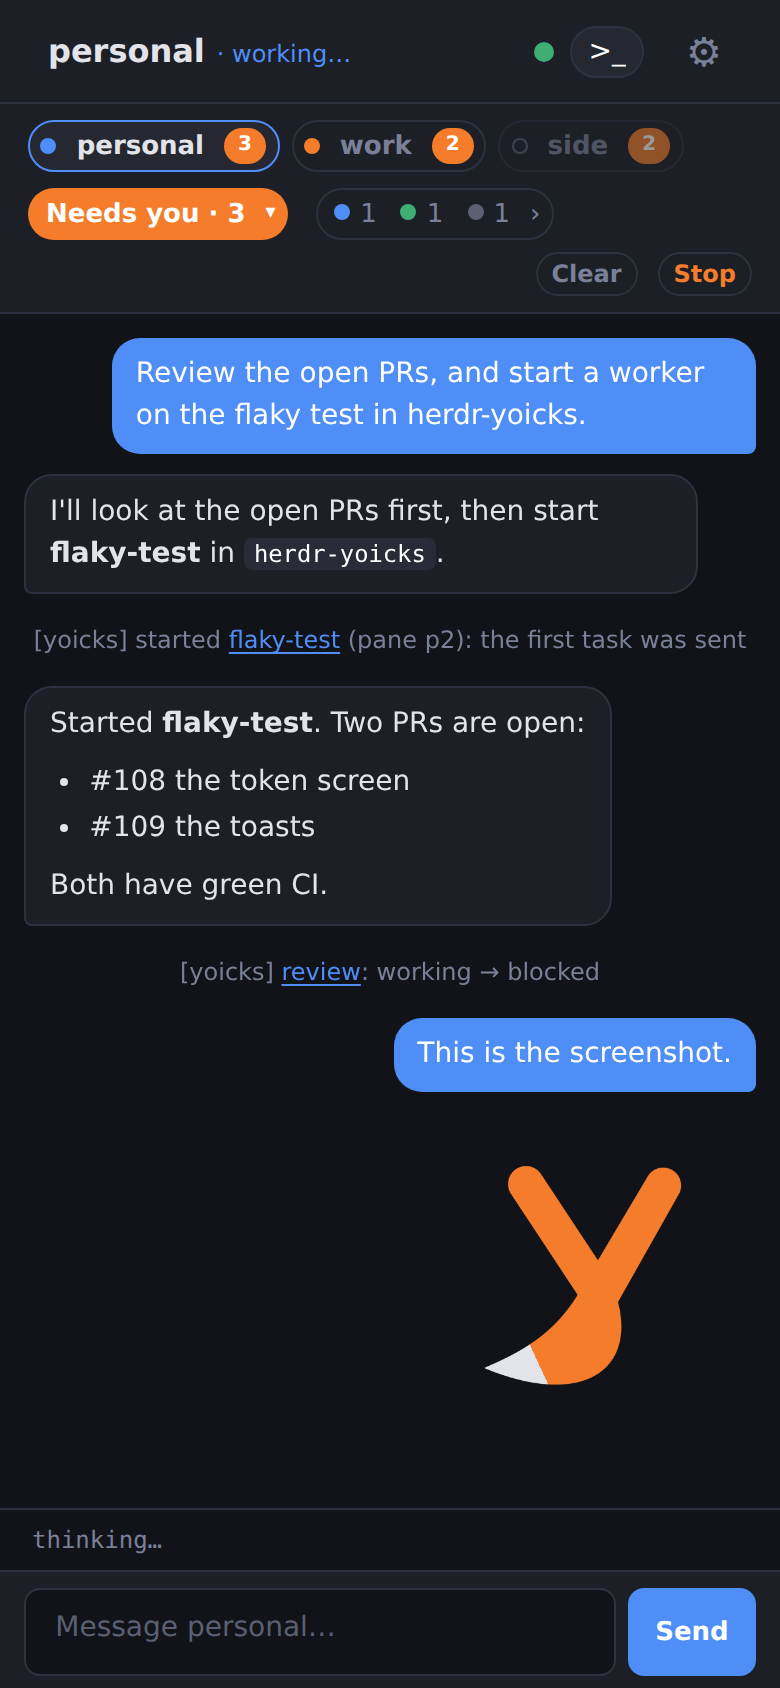 personal · working…
>_
personal 3 work 2 side 2
Needs you · 3 ▾ 1 1 1 ›
Clear Stop
Review the open PRs, and start a worker
on the flaky test in herdr-yoicks.
I'll look at the open PRs first, then start
flaky-test in herdr-yoicks.
[yoicks] started flaky-test (pane p2): the first task was sent
Started flaky-test. Two PRs are open:
• #108 the token screen
• #109 the toasts
Both have green CI.
[yoicks] review: working → blocked
This is the screenshot.
thinking…
Message personal…
Send